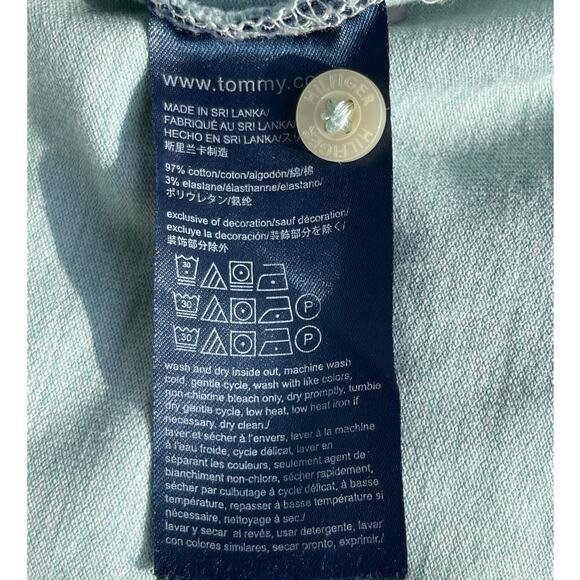 www.tommy.co
HILFIGER
HILFIGER
MADE IN SRI LANKA/
FABRIQUÉ AU SRI LANKA/
HECHO EN SRI LANKA/スリ
斯里兰卡制造
97% cotton/coton/algodón/綿/棉
3% elastane/élasthanne/elastano/
ポリウレタン/氨纶
exclusive of decoration/sauf décoration/
excluye la decoración/装飾部分を除く/
装饰部分除外
30
30 P
30 P
wash and dry inside out, machine wash
cold, gentle cycle, wash with like colors,
non-chlorine bleach only, dry promptly, tumble
dry gentle cycle, low heat, low heat iron if
necessary, dry clean./
laver et sécher à l'envers, laver à la machine
à l'eau froide, cycle délicat, laver en
séparant les couleurs, seulement agent de
blanchiment non-chlore, sécher rapidement,
sécher par culbutage à cycle délicat, à basse
température, repasser à basse température si
nécessaire, nettoyage à sec./
lavar y secar al revés, usar detergente, lavar
con colores similares, secar pronto, exprimir./